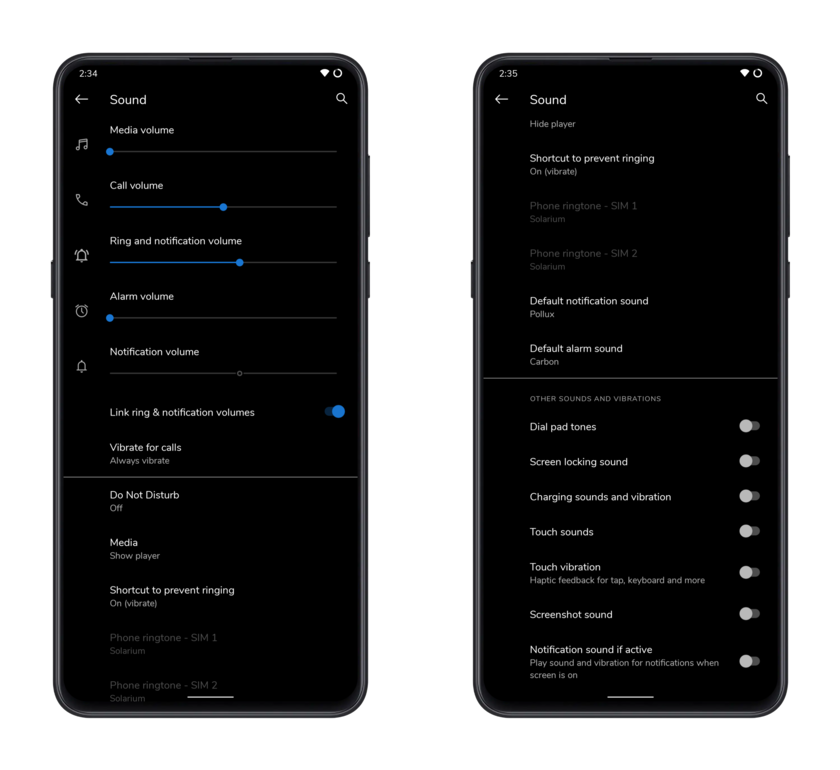 2:34
Sound
Media volume
Call volume
Ring and notification volume
Alarm volume
Notification volume
Link ring & notification volumes
Vibrate for calls
Always vibrate
Do Not Disturb
Off
Media
Show player
Shortcut to prevent ringing
On (vibrate)
Phone ringtone - SIM 1
Solarium
Phone ringtone - SIM 2
Solarium
2:35
Sound
Hide player
Shortcut to prevent ringing
On (vibrate)
Phone ringtone - SIM 1
Solarium
Phone ringtone - SIM 2
Solarium
Default notification sound
Pollux
Default alarm sound
Carbon
OTHER SOUNDS AND VIBRATIONS
Dial pad tones
Screen locking sound
Charging sounds and vibration
Touch sounds
Touch vibration
Haptic feedback for tap, keyboard and more
Screenshot sound
Notification sound if active
Play sound and vibration for notifications when
screen is on